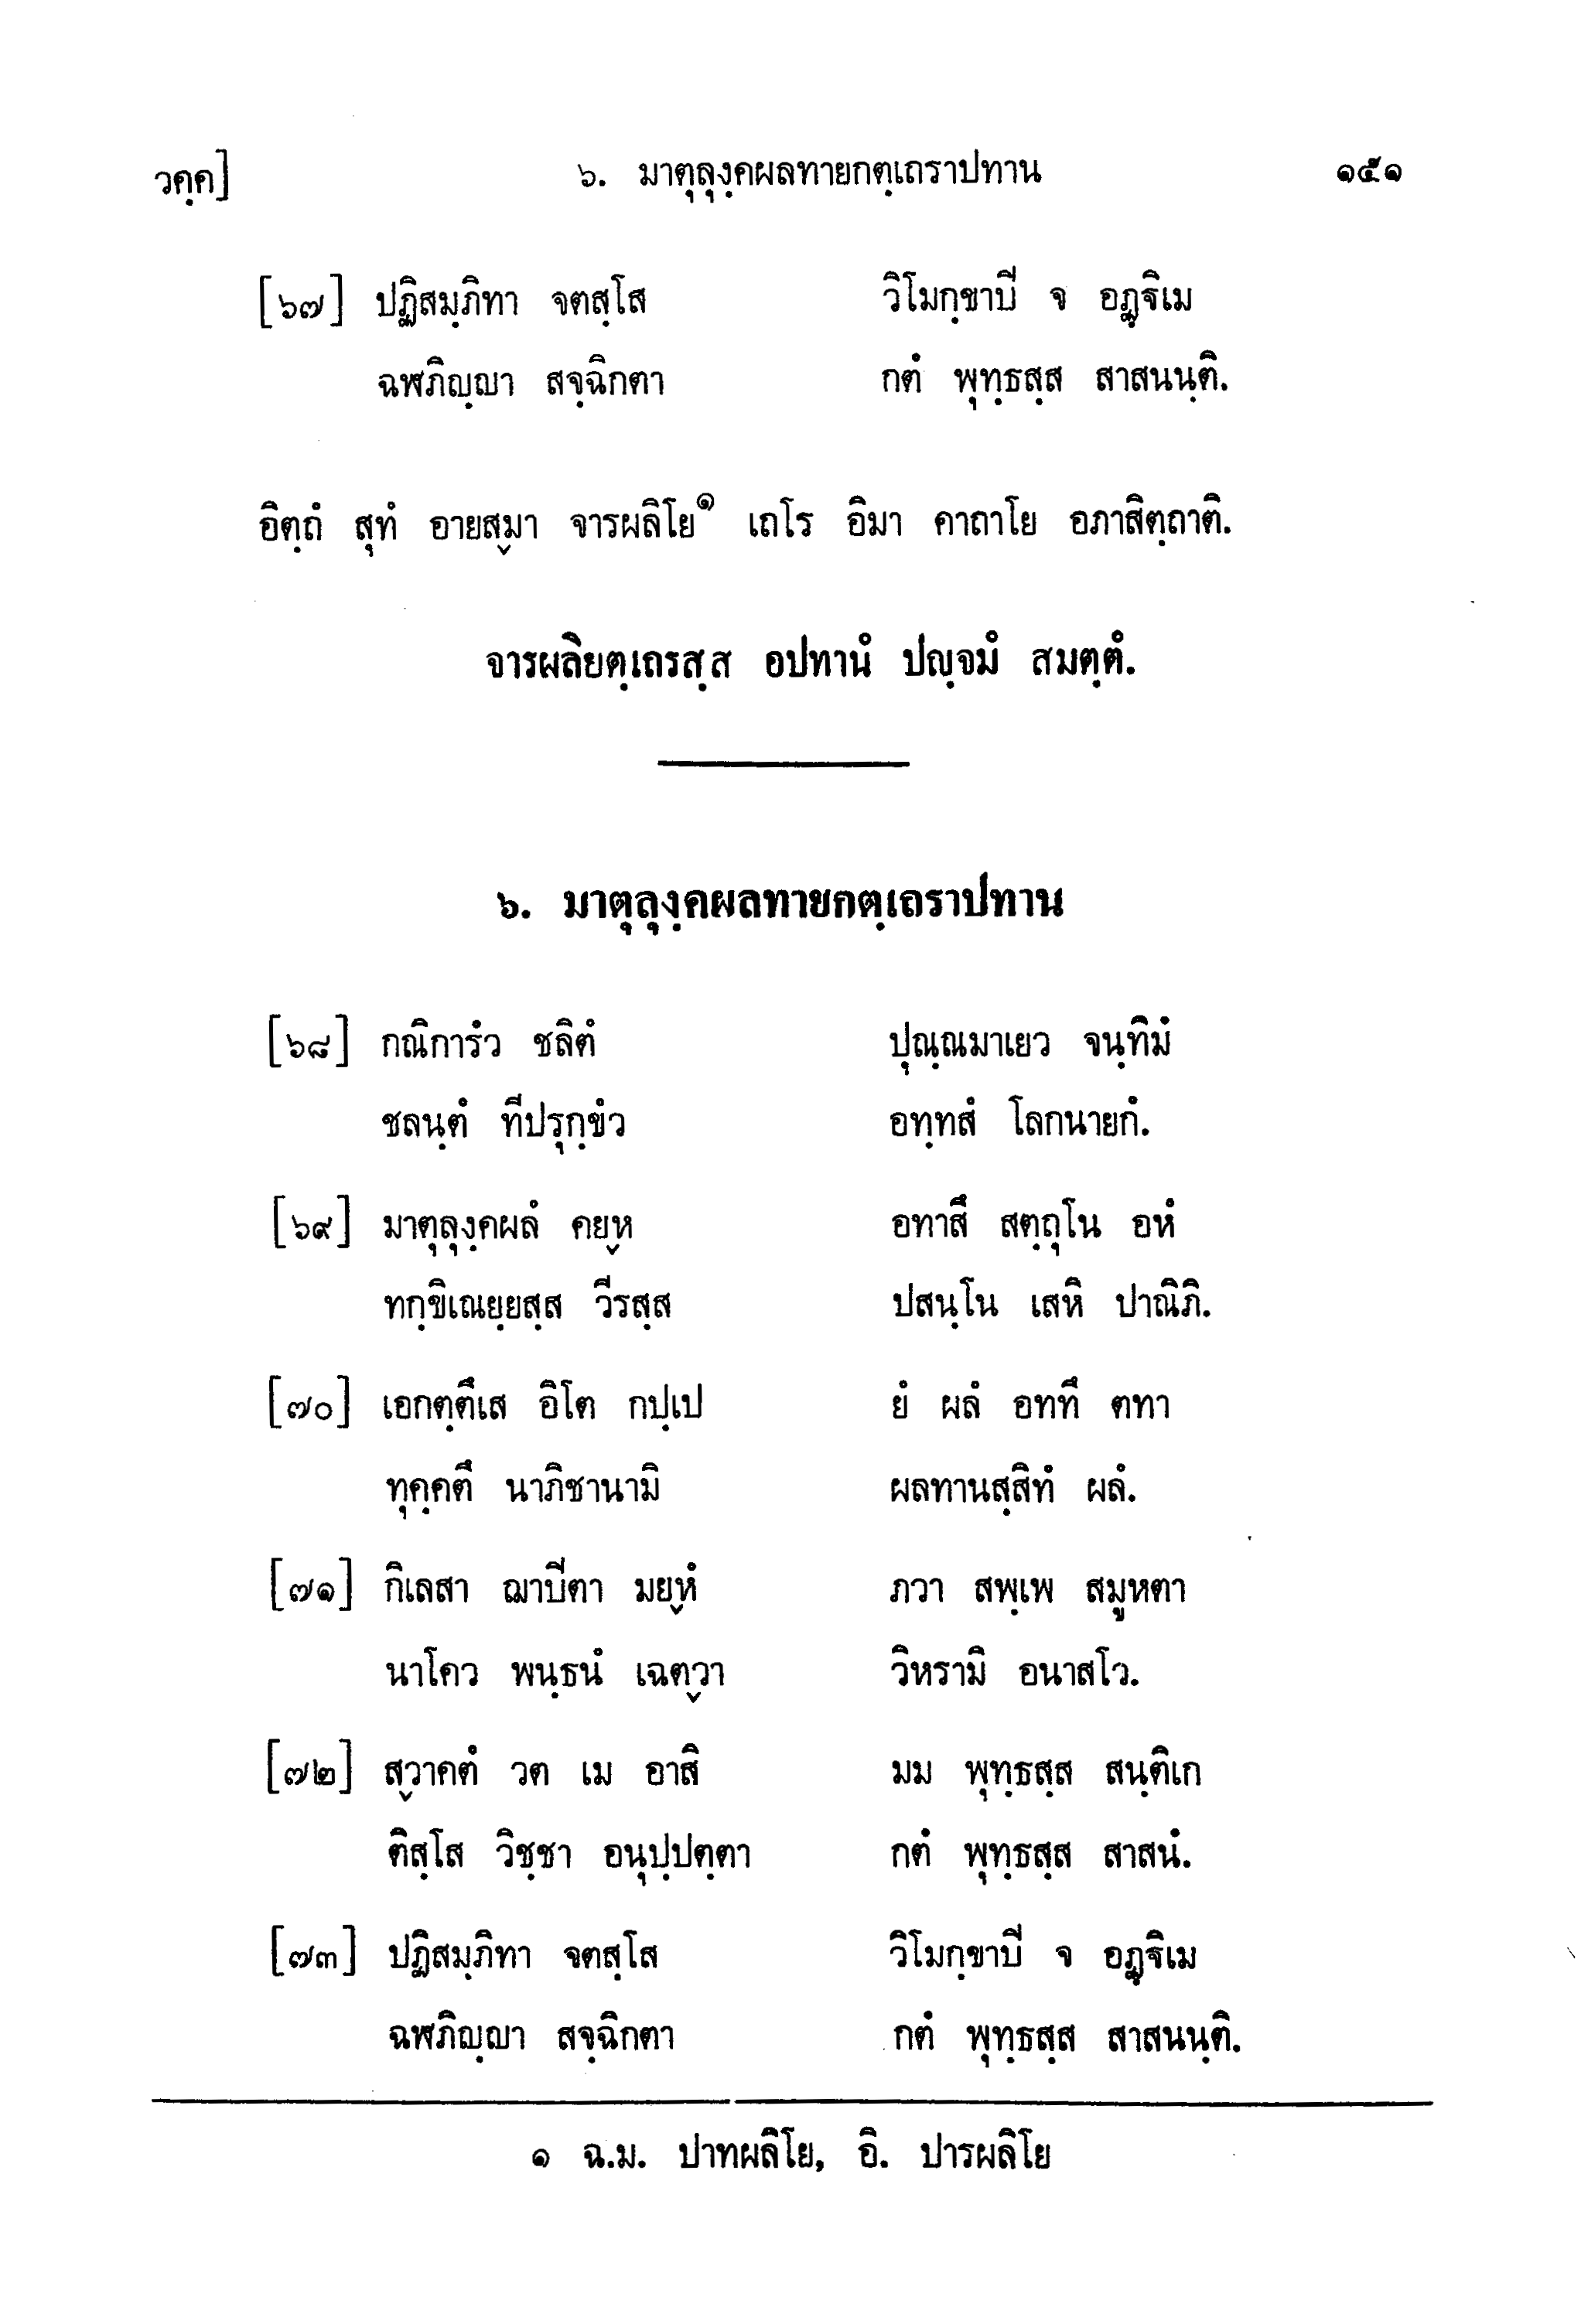 วคฺค] ๖. มาตุลุงฺคผลทายกตฺเถราปทาน ๑๕๑
[๖๗] ปฏิสมฺภิทา จตสฺโส วิโมกฺขาปิ จ อฏฺฐิเม
ฉฬภิญฺญา สจฺฉิกตา กตํ พุทฺธสฺส สาสนนฺติ.
อิตฺถํ สุทํ อายสฺมา จารผลิโย๑ เถโร อิมา คาถาโย อภาสิตฺถาติ.
จารผลิยตฺเถรสฺส อปทานํ ปญฺจมํ สมตฺตํ.
๖. มาตุลุงฺคผลทายกตฺเถราปทาน
[๖๘] กณิการํว ชลิตํ ปุณฺณมาเยว จนฺทิมํ
ชลนฺตํ ทีปรุกฺขํว อทฺทสํ โลกนายกํ.
[๖๙] มาตุลุงฺคผลํ คยฺห อทาสึ สตฺถุโน อหํ
ทกฺขิเณยฺยสฺส วีรสฺส ปสนฺโน เสหิ ปาณิภิ.
[๗๐] เอกตฺตึเส อิโต กปฺเป ยํ ผลํ อททึ ตทา
ทุคฺคตึ นาภิชานามิ ผลทานสฺสิทํ ผลํ.
[๗๑] กิเลสา ฌาปิตา มยฺหํ ภวา สพฺเพ สมูหตา
นาโคว พนฺธนํ เฉตฺวา วิหรามิ อนาสโว.
[๗๒] สฺวาคตํ วต เม อาสิ มม พุทฺธสฺส สนฺติเก
ติสฺโส วิชฺชา อนุปฺปตฺตา กตํ พุทฺธสฺส สาสนํ.
[๗๓] ปฏิสมฺภิทา จตสฺโส วิโมกฺขาปิ จ อฏฺฐิเม
ฉฬภิญฺญา สจฺฉิกตา กตํ พุทฺธสฺส สาสนนฺติ.
๑ ฉ.ม. ปาทผลิโย, อิ. ปารผลิโย